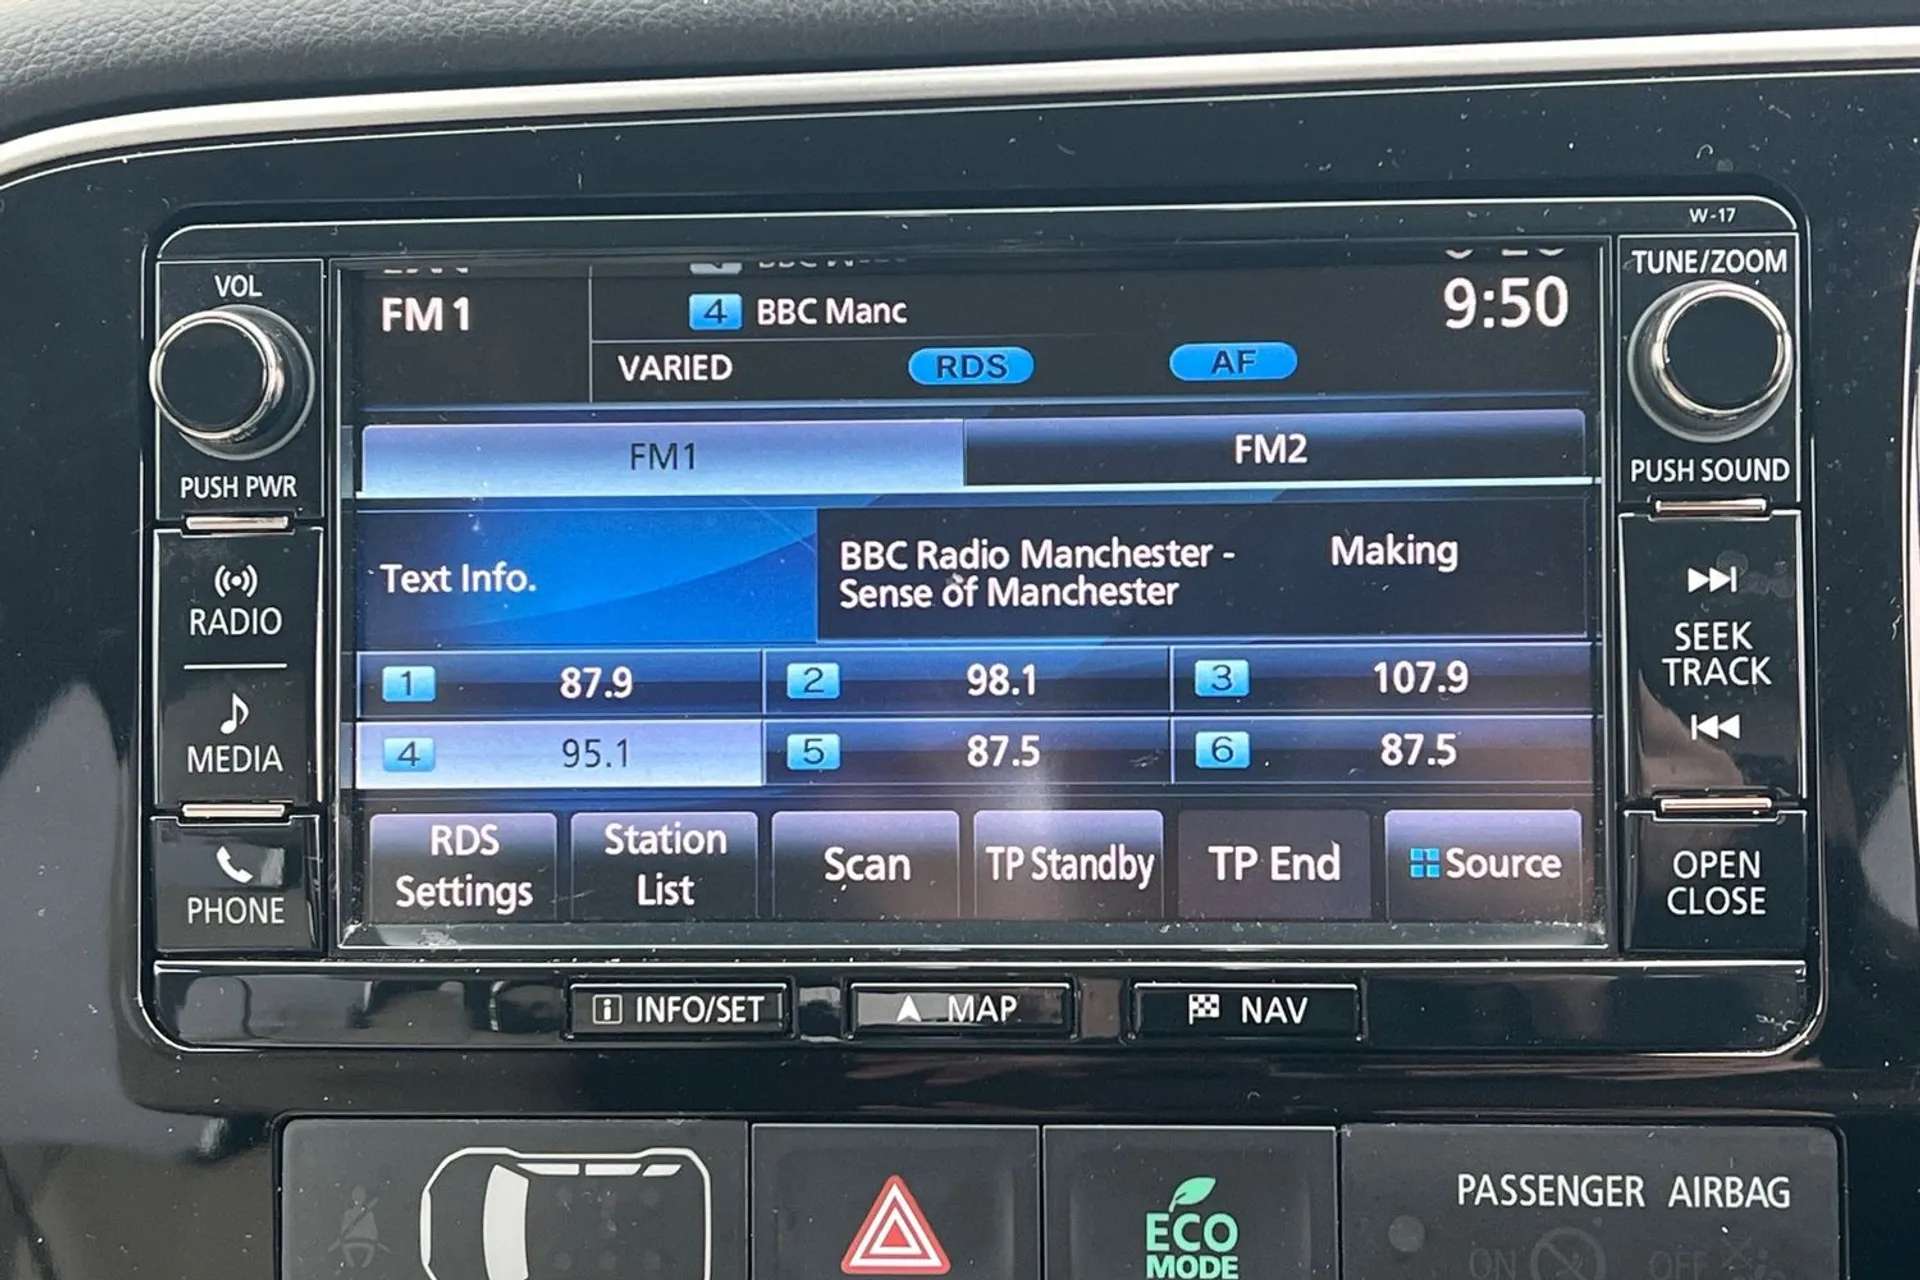 W-17
VOL
TUNE/ZOOM
FM 1
4 BBC Manc
9:50
VARIED
RDS
AF
FM1
FM2
PUSH PWR
PUSH SOUND
Text Info.
BBC Radio Manchester - Making
Sense of Manchester
RADIO
SEEK
TRACK
1 87.9
2 98.1
3 107.9
MEDIA
4 95.1
5 87.5
6 87.5
RDS
Settings
Station
List
Scan
TP Standby
TP End
Source
PHONE
OPEN
CLOSE
i INFO/SET
MAP
NAV
PASSENGER AIRBAG
ECO
MODE
ON
OFF